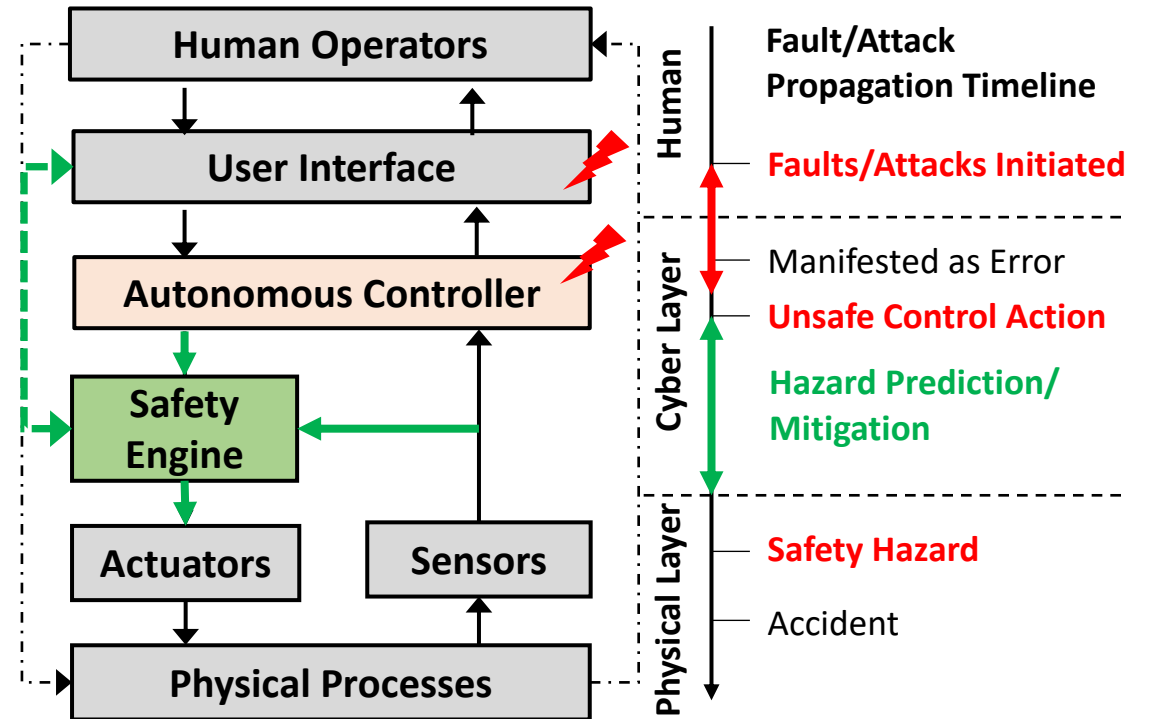 Human Operators
User Interface
Autonomous Controller
Safety
Engine
Actuators
Sensors
Physical Processes
Human
Cyber Layer
Physical Layer
Fault/Attack
Propagation Timeline
Faults/Attacks Initiated
Manifested as Error
Unsafe Control Action
Hazard Prediction/
Mitigation
Safety Hazard
Accident